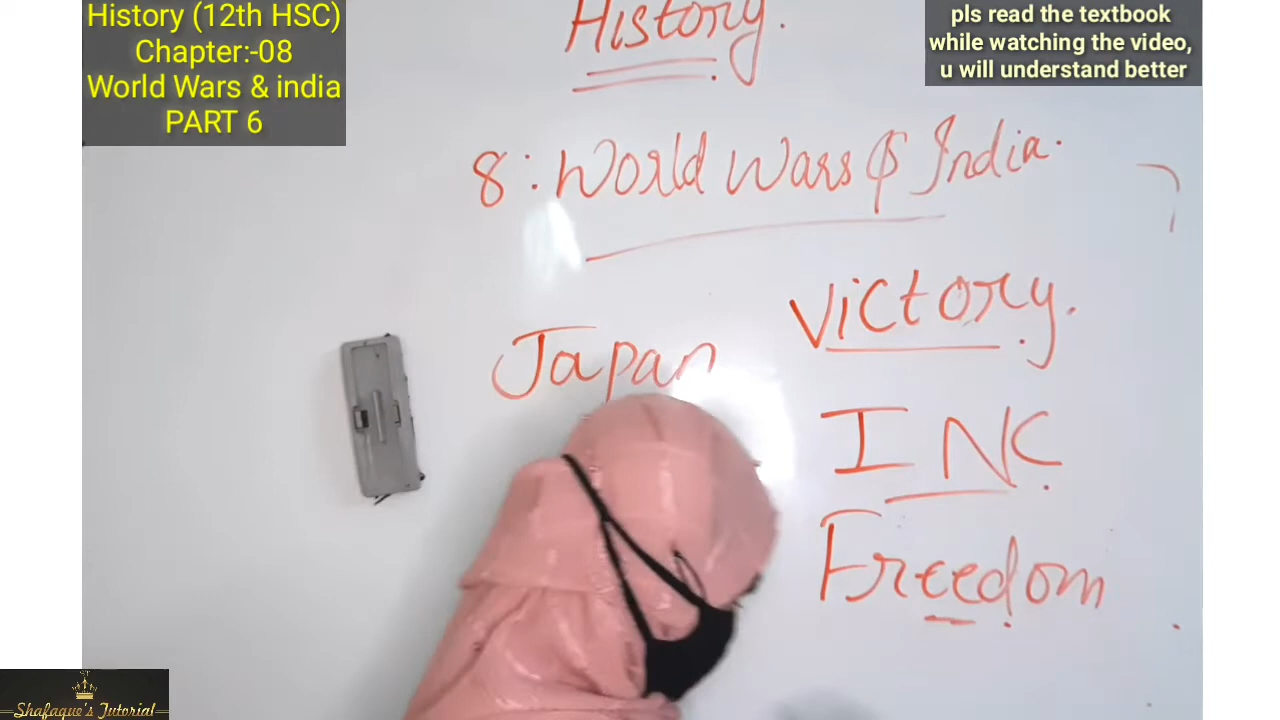 History (12th HSC)
Chapter:-08
World Wars & india
PART 6
pls read the textbook
while watching the video,
u will understand better
History.
8: World Wars & India.
Japan
Victory.
INC
Freedom
Shafaque's Tutorial